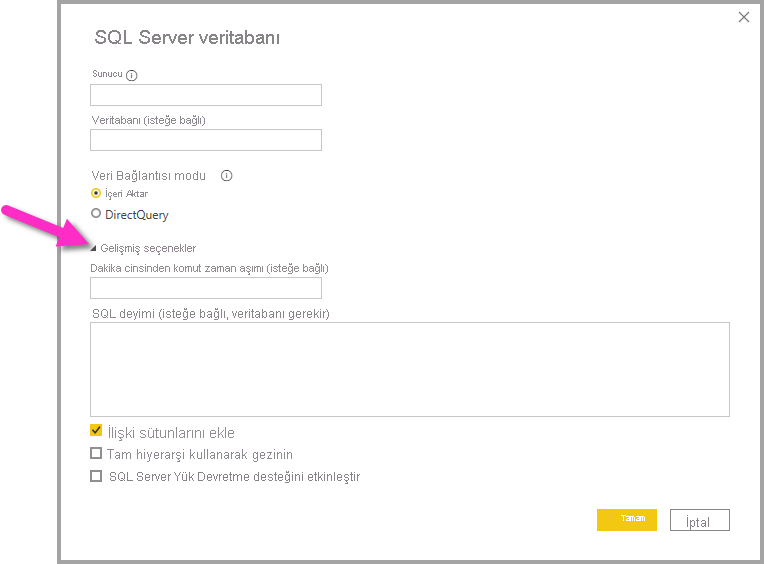 SQL Server veritabanı
Sunucu
Veritabanı (isteğe bağlı)
Veri Bağlantısı modu
İçeri Aktar
DirectQuery
Gelişmiş seçenekler
Dakika cinsinden komut zaman aşımı (isteğe bağlı)
SQL deyimi (isteğe bağlı, veritabanı gerekir)
İlişki sütunlarını ekle
Tam hiyerarşi kullanarak gezinin
SQL Server Yük Devretme desteğini etkinleştir
Tamam İptal